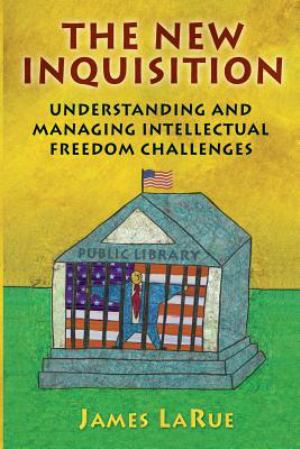 THE NEW
INQUISITION
UNDERSTANDING AND
MANAGING INTELLECTUAL
FREEDOM CHALLENGES
PUBLIC LIBRARY
JAMES LARUE